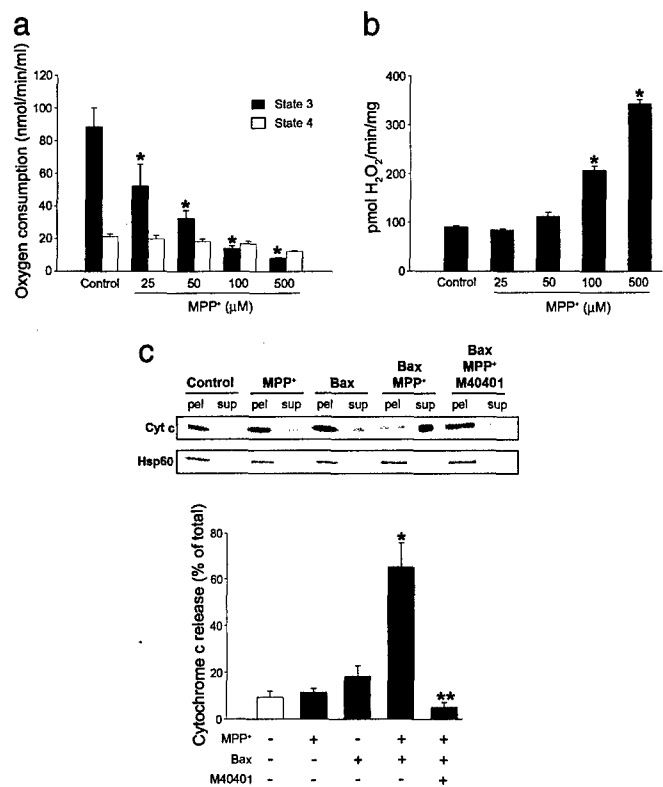 a
Oxygen consumption (nmol/min/ml)
120
100
80
60
40
20
0
State 3
State 4
*
*
*
*
Control
25
50
100
500
MPP⁺ (µM)
b
pmol H₂O₂/min/mg
400
300
200
100
0
*
*
Control
25
50
100
500
MPP⁺ (µM)
c
Control
MPP⁺
Bax
Bax
MPP⁺
Bax
MPP⁺
M40401
pel sup pel sup pel sup pel sup pel sup
Cyt c
Hsp60
Cytochrome c release (% of total)
80
60
40
20
0
*
**
MPP⁺ - + - + +
Bax - - + + +
M40401 - - - - +